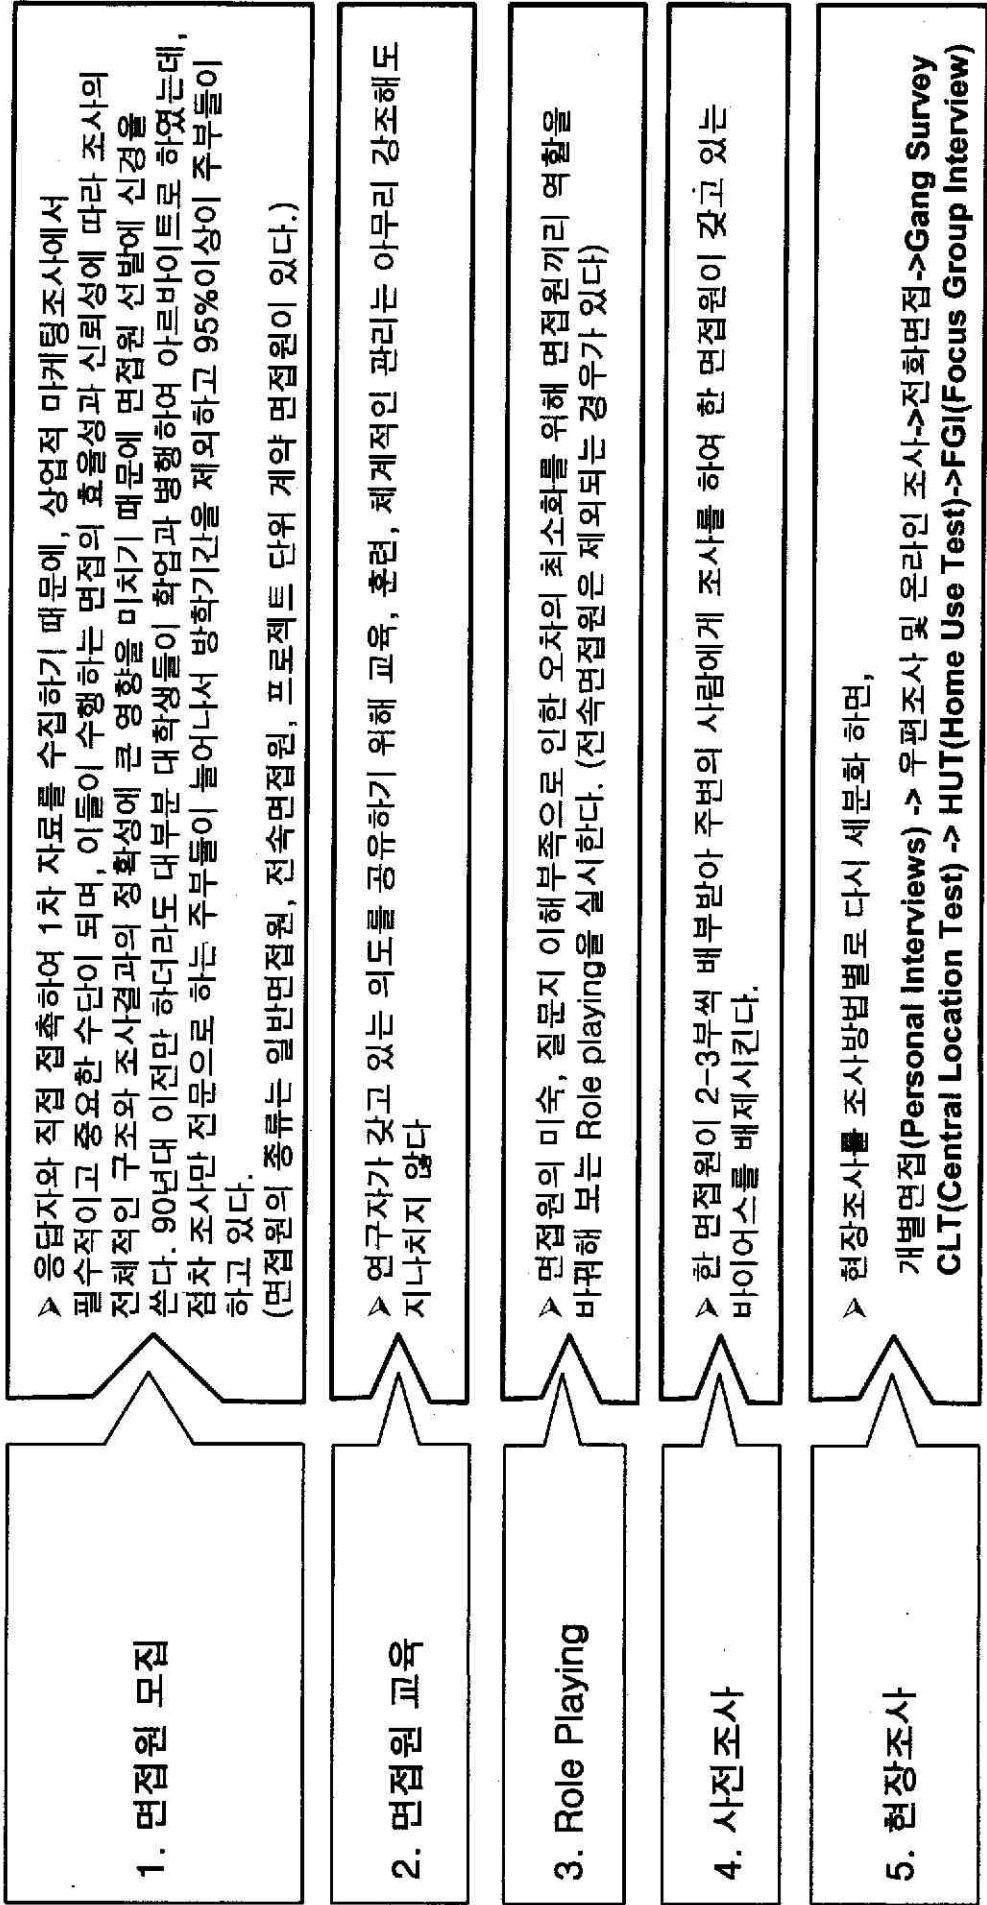 1. 면접원 모집
➢ 응답자와 직접 접촉하여 1차 자료를 수집하기 때문에, 상업적 마케팅조사에서
필수적이고 중요한 수단이 되며, 이들이 수행하는 면접의 효율성과 신뢰성에 따라 조사의
전체적인 구조와 조사결과의 정확성에 큰 영향을 미치기 때문에 면접원 선발에 신경을
쓴다. 90년대 이전만 하더라도 대부분 대학생들이 학업과 병행하여 아르바이트로 하였는데,
점차 조사만 전문으로 하는 주부들이 늘어나서 방학기간을 제외하고 95%이상이 주부들이
하고 있다.
(면접원의 종류는 일반면접원, 전속면접원, 프로젝트 단위 계약 면접원이 있다.)
2. 면접원 교육
➢ 연구자가 갖고 있는 의도를 공유하기 위해 교육, 훈련, 체계적인 관리는 아무리 강조해도
지나치지 않다
3. Role Playing
➢ 면접원의 미숙, 질문지 이해부족으로 인한 오차의 최소화를 위해 면접원끼리 역할을
바꿔해 보는 Role playing을 실시한다. (전속면접원은 제외되는 경우가 있다)
4. 사전조사
➢ 한 면접원이 2-3부씩 배부받아 주변의 사람에게 조사를 하여 한 면접원이 갖고 있는
바이어스를 배제시킨다.
5. 현장조사
➢ 현장조사를 조사방법별로 다시 세분화 하면,
개별면접(Personal Interviews) -> 우편조사 및 온라인 조사->전화면접->Gang Survey
CLT(Central Location Test) -> HUT(Home Use Test)->FGI(Focus Group Interview)